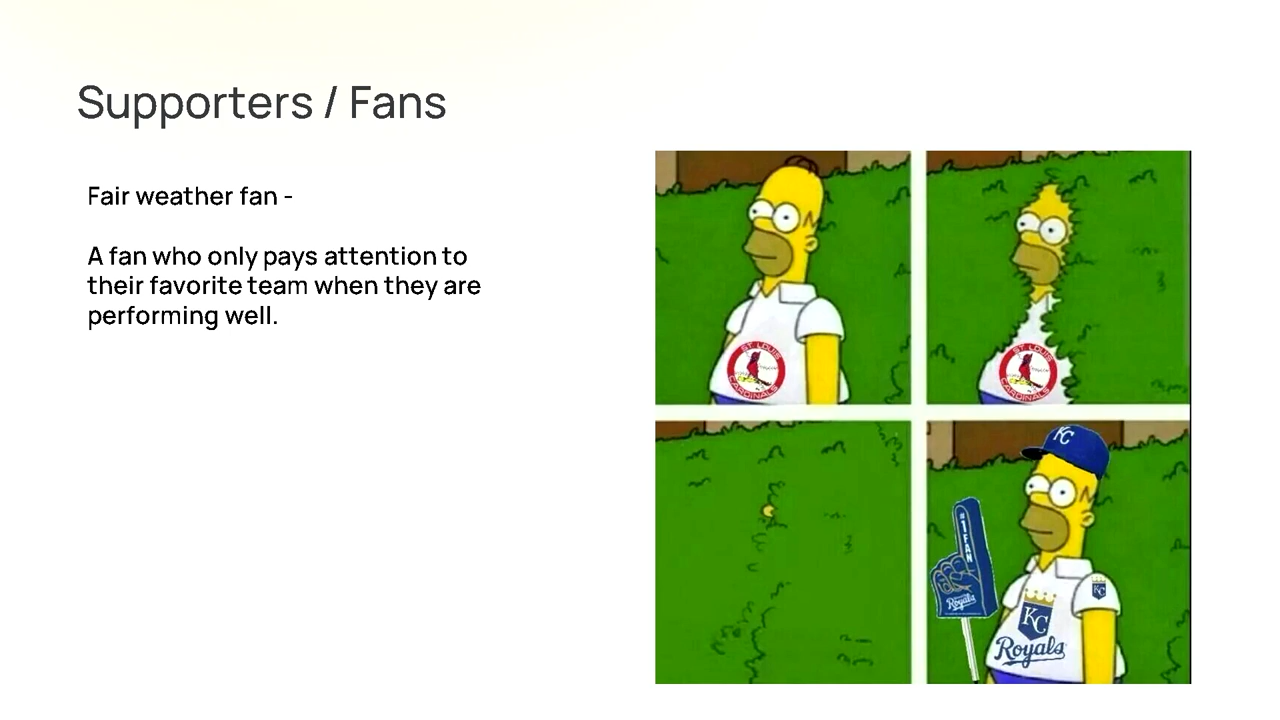 Supporters / Fans
Fair weather fan -
A fan who only pays attention to
their favorite team when they are
performing well.
ST LOUIS
CARDINALS
ST LOUIS
CARDINALS
KC
#1 FAN
Royals
KC
KC
Royals